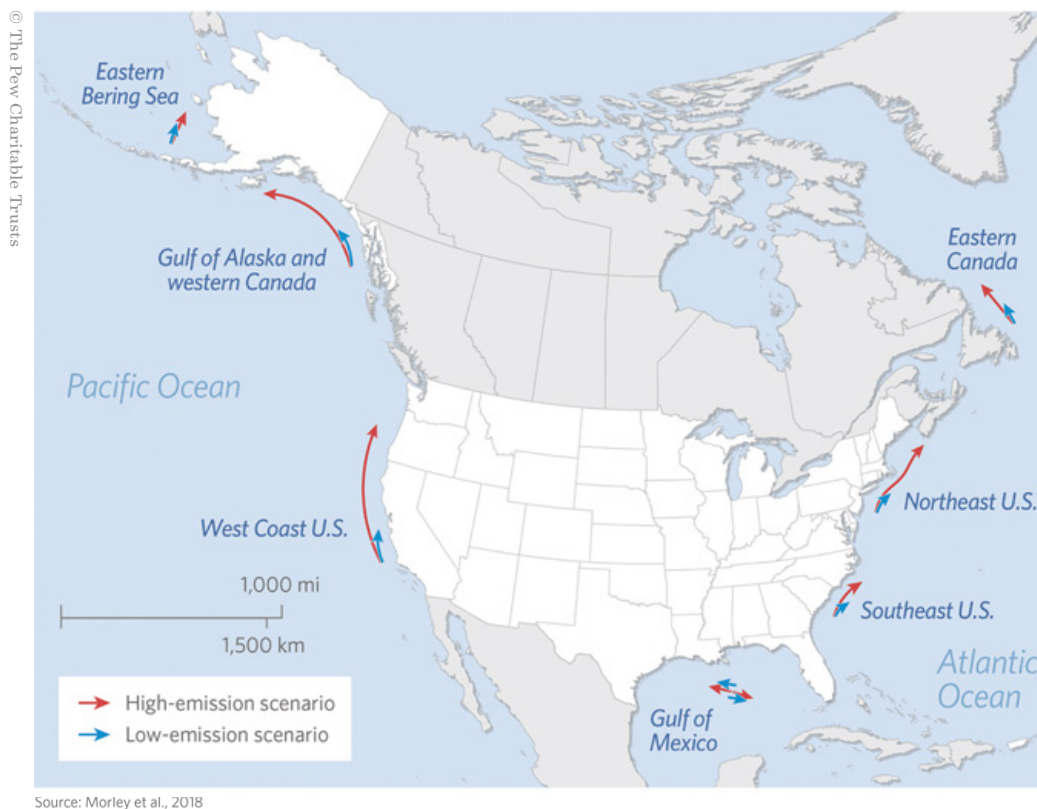 © The Pew Charitable Trusts
Eastern
Bering Sea
Gulf of Alaska and
western Canada
Eastern
Canada
Pacific Ocean
West Coast U.S.
Northeast U.S.
Southeast U.S.
1,000 mi
1,500 km
Atlantic
Ocean
High-emission scenario
Low-emission scenario
Gulf of
Mexico
Source: Morley et al., 2018